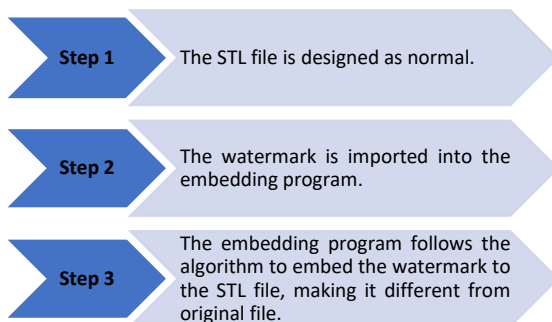 Step 1
The STL file is designed as normal.
Step 2
The watermark is imported into the
embedding program.
Step 3
The embedding program follows the
algorithm to embed the watermark to
the STL file, making it different from
original file.